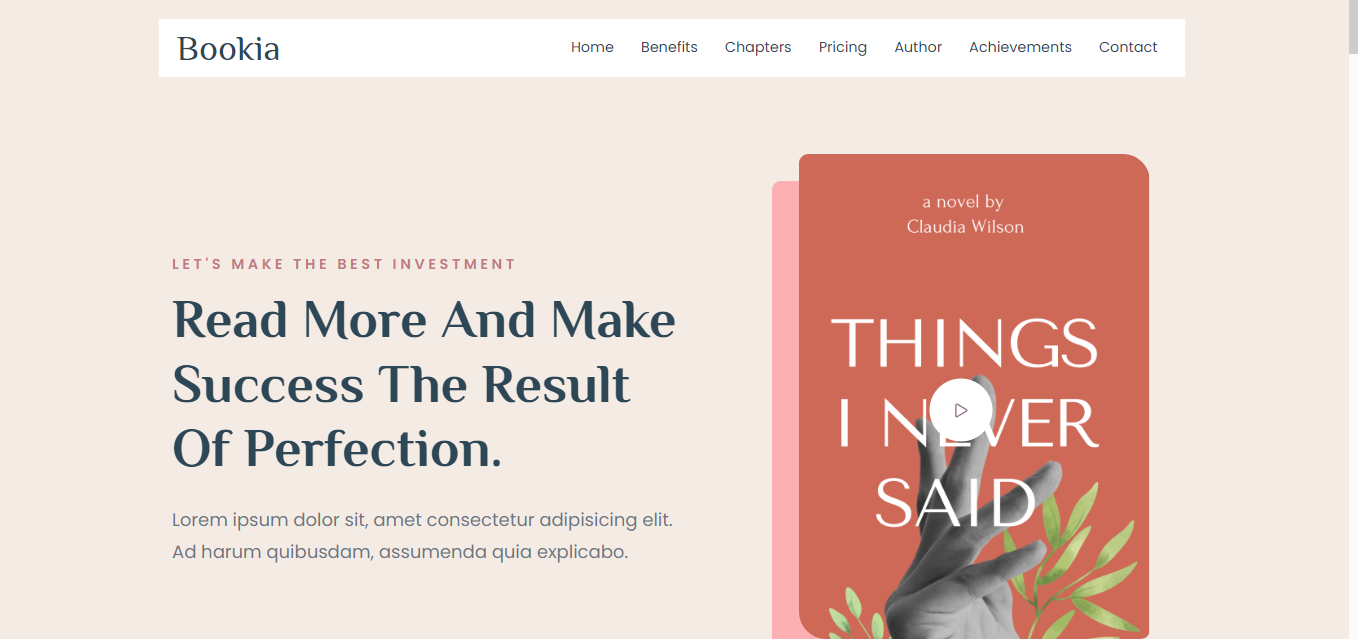 Bookia
Home Benefits Chapters Pricing Author Achievements Contact
LET'S MAKE THE BEST INVESTMENT
Read More And Make
Success The Result
Of Perfection.
Lorem ipsum dolor sit, amet consectetur adipisicing elit.
Ad harum quibusdam, assumenda quia explicabo.
a novel by
Claudia Wilson
THINGS
I NEVER
SAID